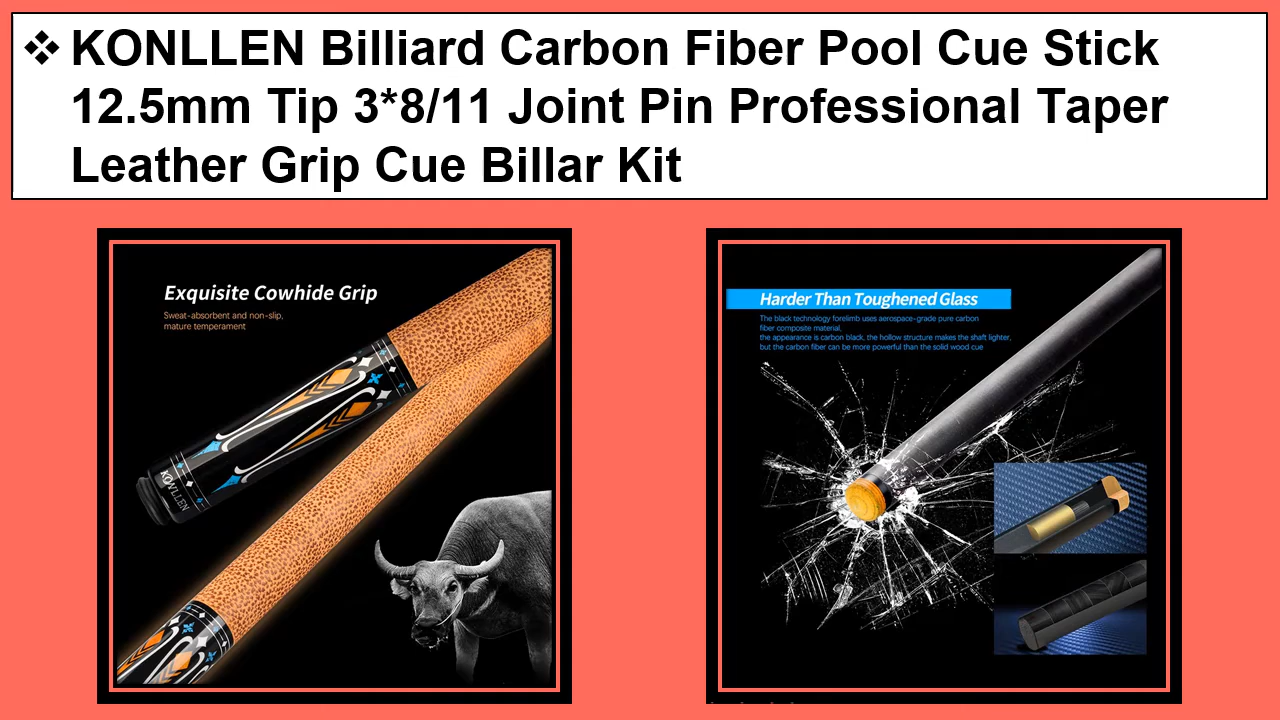 ❖ KONLLEN Billiard Carbon Fiber Pool Cue Stick
12.5mm Tip 3*8/11 Joint Pin Professional Taper
Leather Grip Cue Billar Kit
Exquisite Cowhide Grip
Sweat-absorbent and non-slip,
mature temperament
KONLLEN
Harder Than Toughened Glass
The black technology forelimb uses aerospace-grade pure carbon
fiber composite material,
the appearance is carbon black, the hollow structure makes the shaft lighter,
but the carbon fiber can be more powerful than the solid wood cue